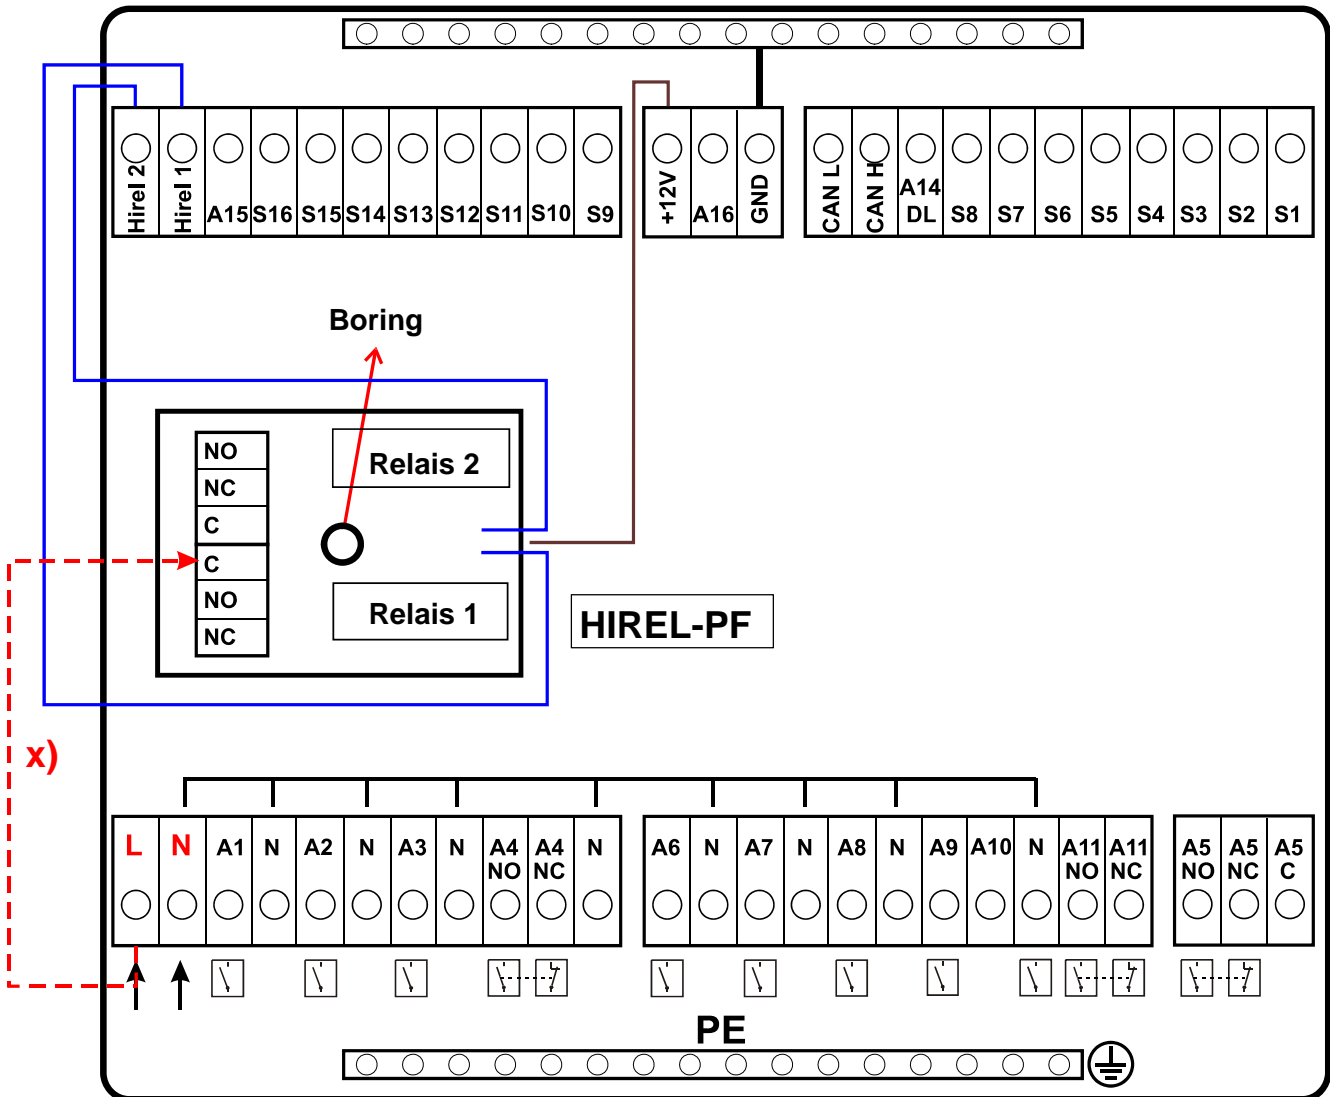 Hirel 2 Hirel 1 A15 S16 S15 S14 S13 S12 S11 S10 S9 +12V A16 GND CAN L CAN H A14 DL S8 S7 S6 S5 S4 S3 S2 S1
Boring
NO
NC
C
C
NO
NC
Relais 2
Relais 1
HIREL-PF
x)
L N A1 N A2 N A3 N A4 NO A4 NC N A6 N A7 N A8 N A9 A10 N A11 NO A11 NC A5 NO A5 NC A5 C
PE